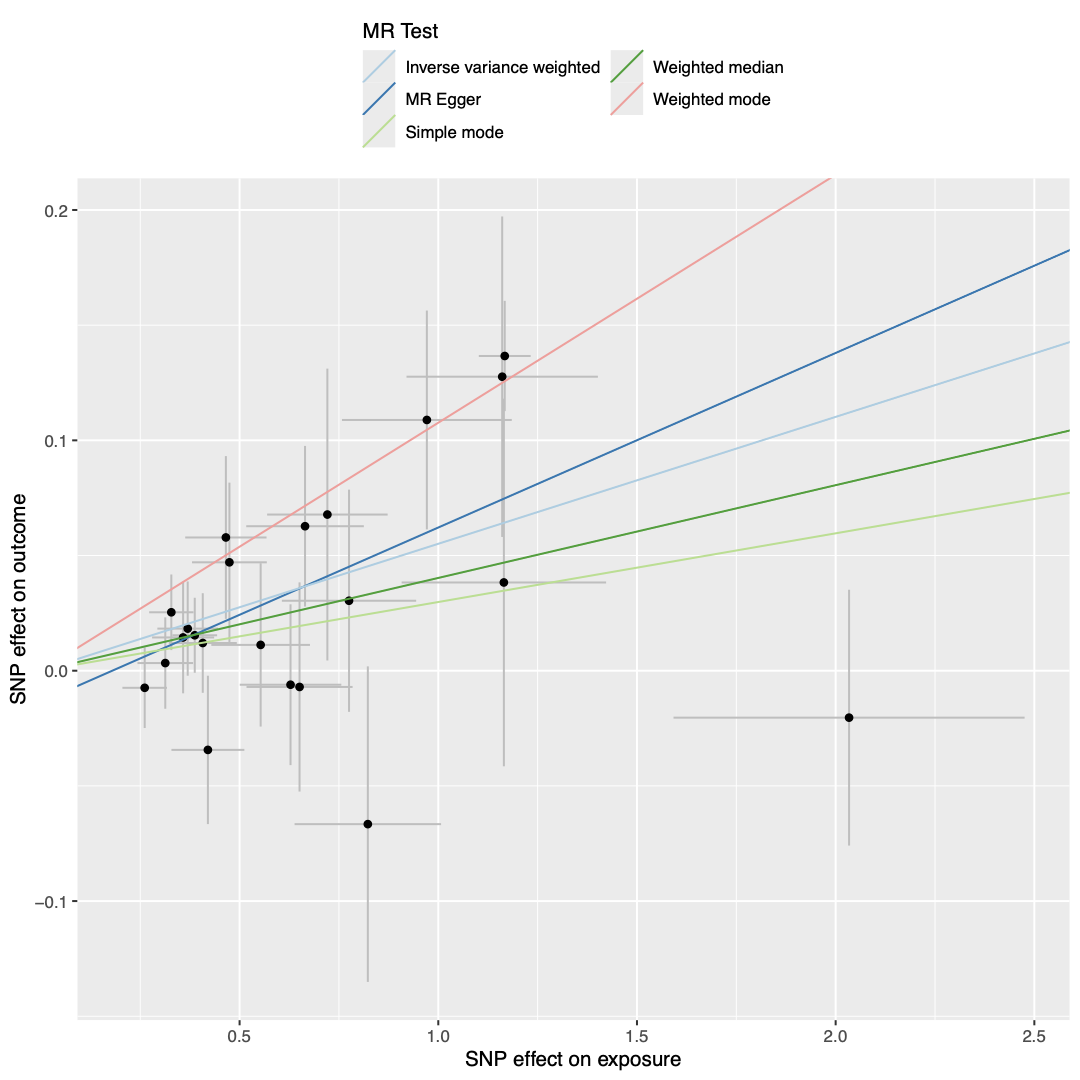 MR Test
Inverse variance weighted
Weighted median
MR Egger
Weighted mode
Simple mode
0.2
0.1
0.0
−0.1
SNP effect on outcome
0.5
1.0
1.5
2.0
2.5
SNP effect on exposure